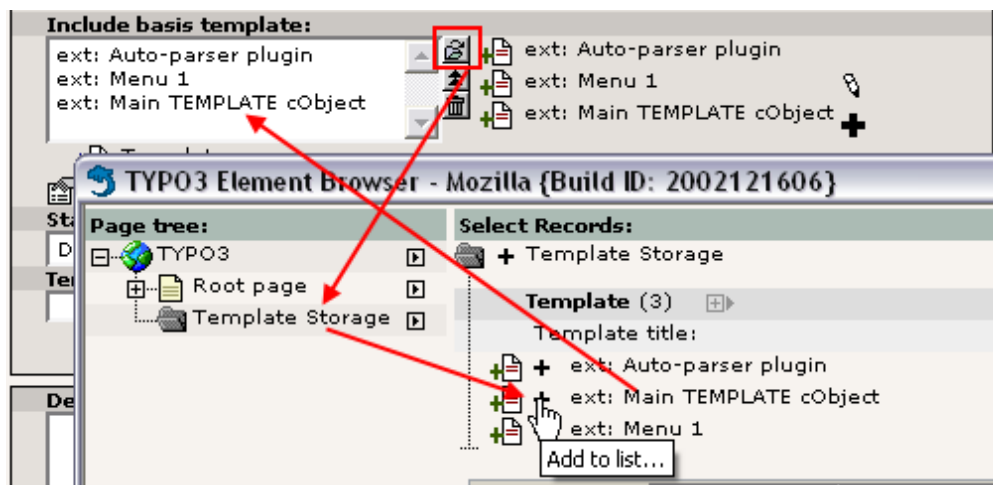 Include basis template:
ext: Auto-parser plugin
ext: Menu 1
ext: Main TEMPLATE cObject
ext: Auto-parser plugin
ext: Menu 1
ext: Main TEMPLATE cObject
TYPO3 Element Browser - Mozilla {Build ID: 2002121606}
Sta
D
Te
De
Page tree:
TYPO3
Root page
Template Storage
Select Records:
Template Storage
Template (3)
Template title:
ext: Auto-parser plugin
ext: Main TEMPLATE cObject
ext: Menu 1
Add to list...